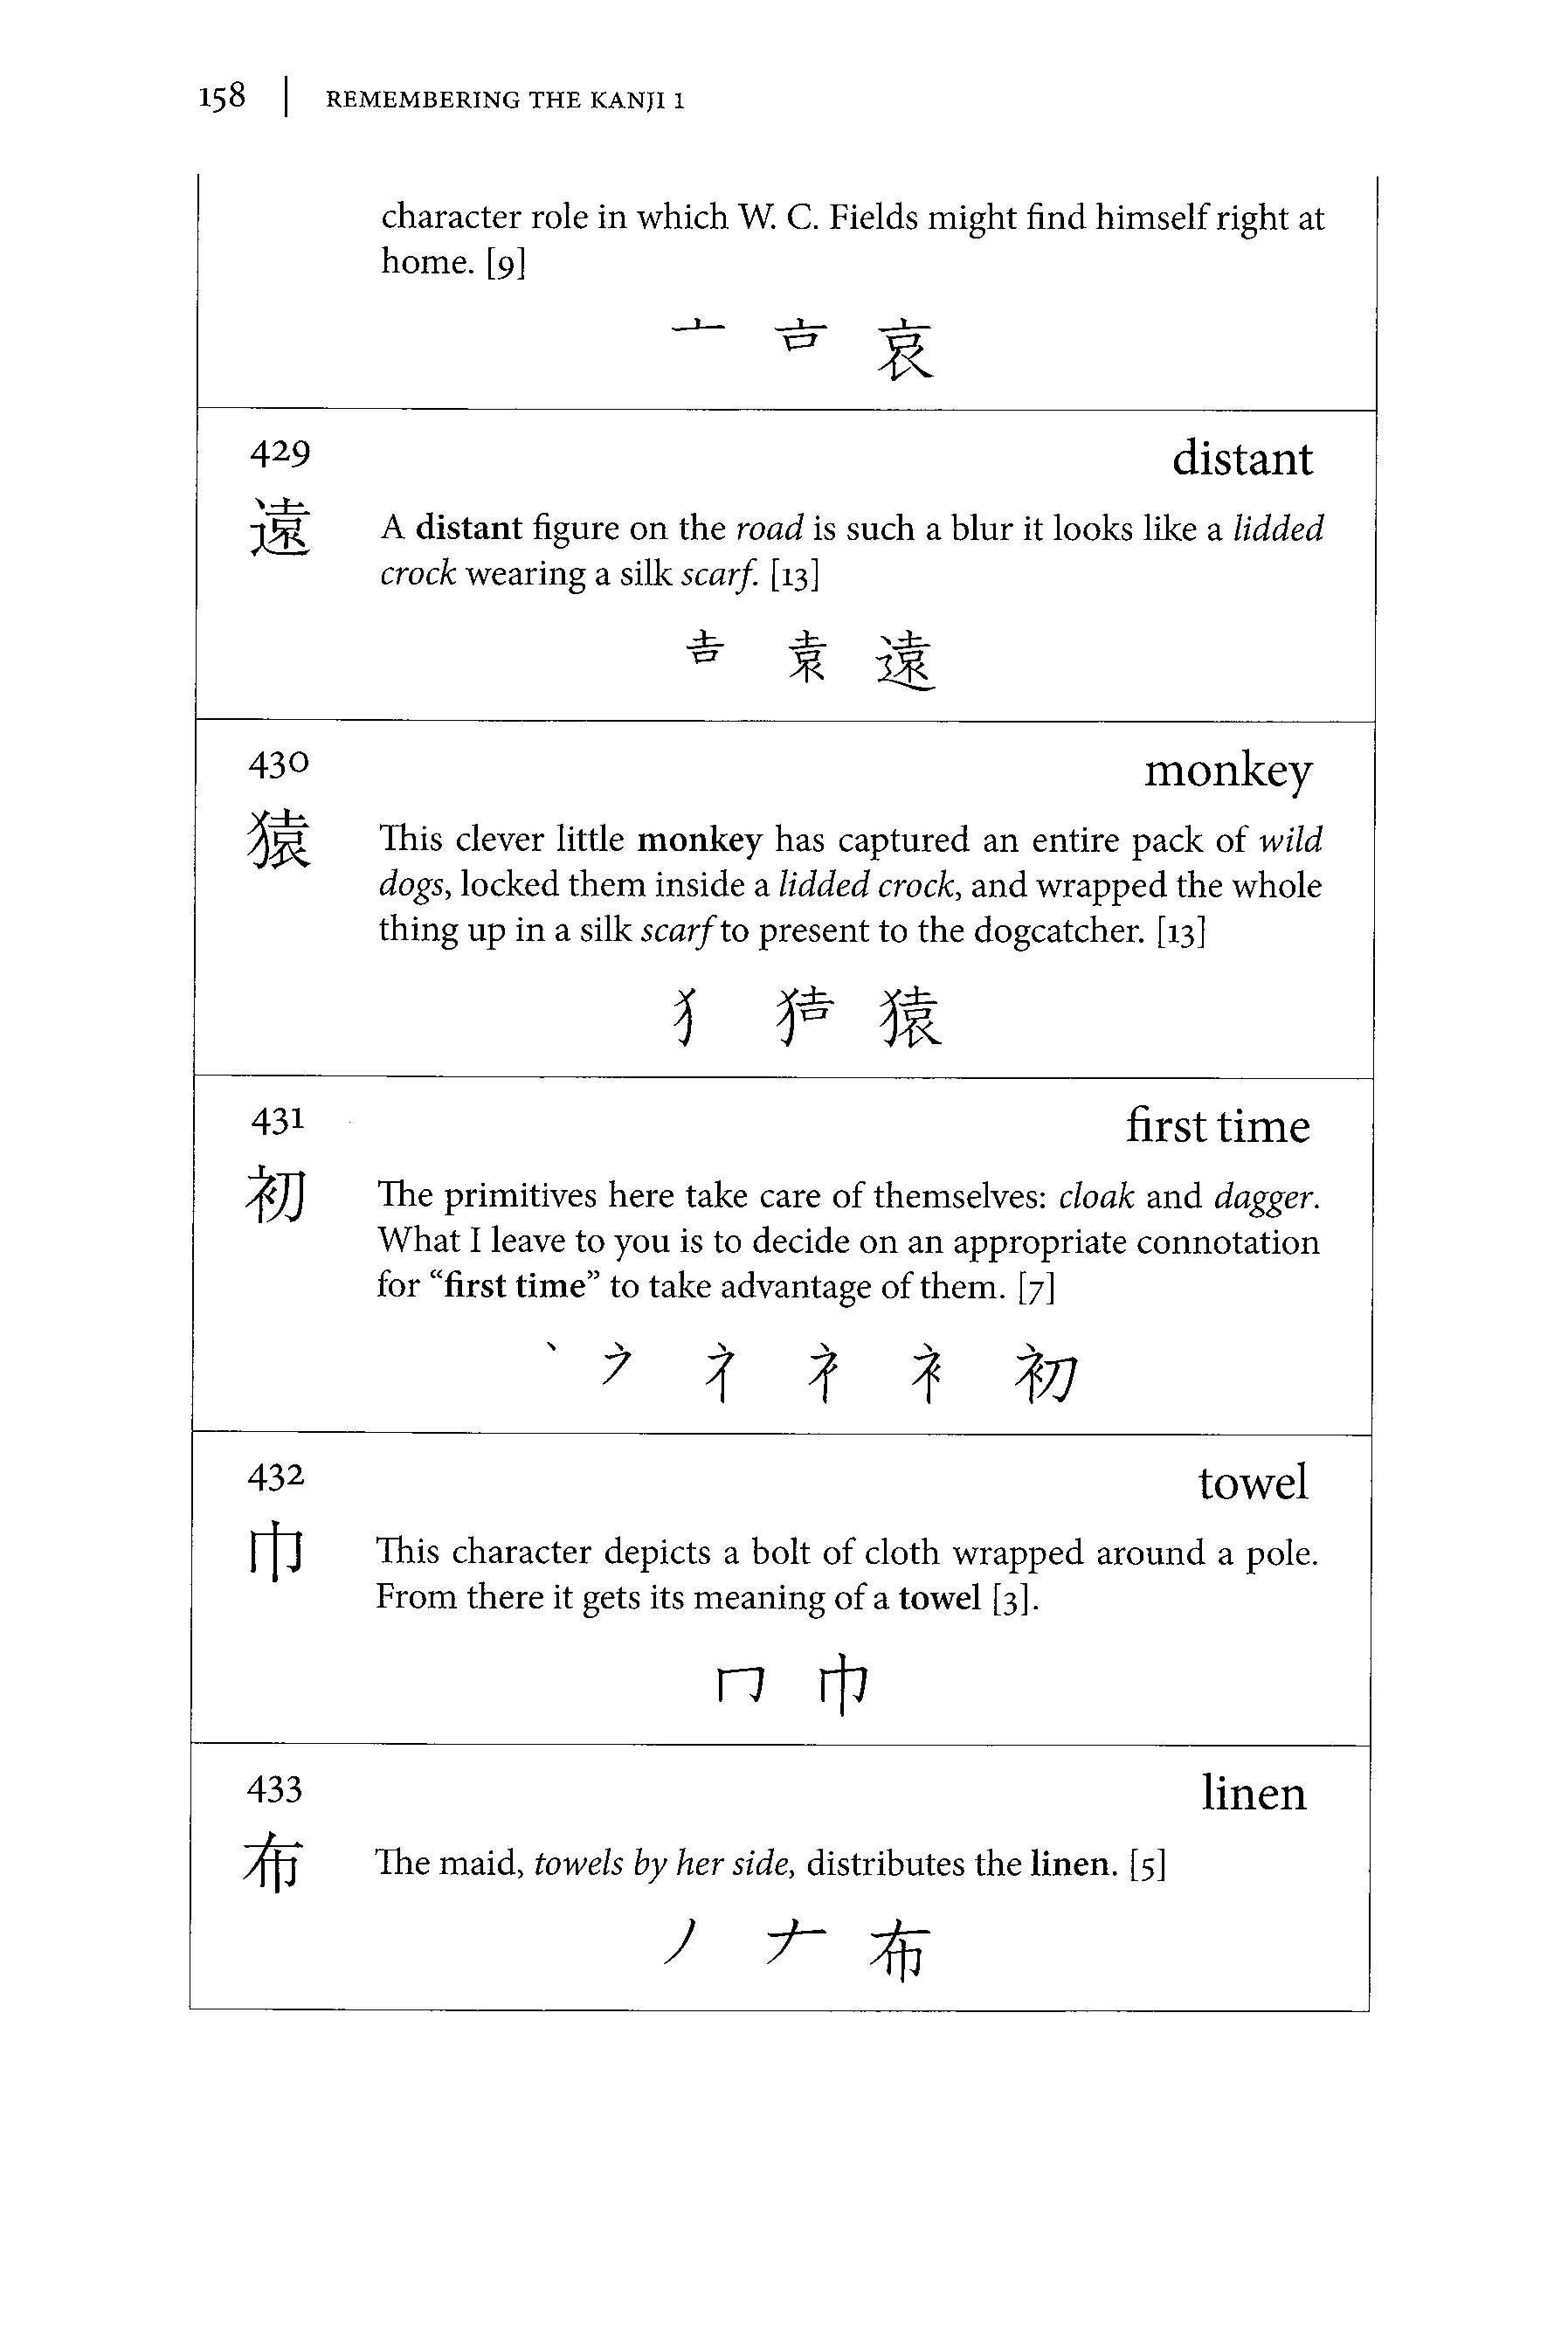 158 | REMEMBERING THE KANJI 1
character role in which W. C. Fields might find himself right at
home. [9]
亠 𠮛 哀
429 distant
遠 A distant figure on the road is such a blur it looks like a lidded
crock wearing a silk scarf. [13]
𠮷 袁 遠
430 monkey
猿 This clever little monkey has captured an entire pack of wild
dogs, locked them inside a lidded crock, and wrapped the whole
thing up in a silk scarf to present to the dogcatcher. [13]
犭 猿
431 first time
初 The primitives here take care of themselves: cloak and dagger.
What I leave to you is to decide on an appropriate connotation
for “first time” to take advantage of them. [7]
丶 ラ ネ 衤 初
432 towel
巾 This character depicts a bolt of cloth wrapped around a pole.
From there it gets its meaning of a towel [3].
冂 巾
433 linen
布 The maid, towels by her side, distributes the linen. [5]
丿 𠂇 布